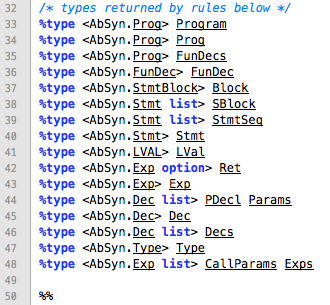 32 /* types returned by rules below */
33 %type <AbSyn.Prog> Program
34 %type <AbSyn.Prog> Prog
35 %type <AbSyn.Prog> FunDecs
36 %type <AbSyn.FunDec> FunDec
37 %type <AbSyn.StmtBlock> Block
38 %type <AbSyn.Stmt list> SBlock
39 %type <AbSyn.Stmt list> StmtSeq
40 %type <AbSyn.Stmt> Stmt
41 %type <AbSyn.LVAL> LVal
42 %type <AbSyn.Exp option> Ret
43 %type <AbSyn.Exp> Exp
44 %type <AbSyn.Dec list> PDecl Params
45 %type <AbSyn.Dec> Dec
46 %type <AbSyn.Dec list> Decs
47 %type <AbSyn.Type> Type
48 %type <AbSyn.Exp list> CallParams Exps
49
50 %%